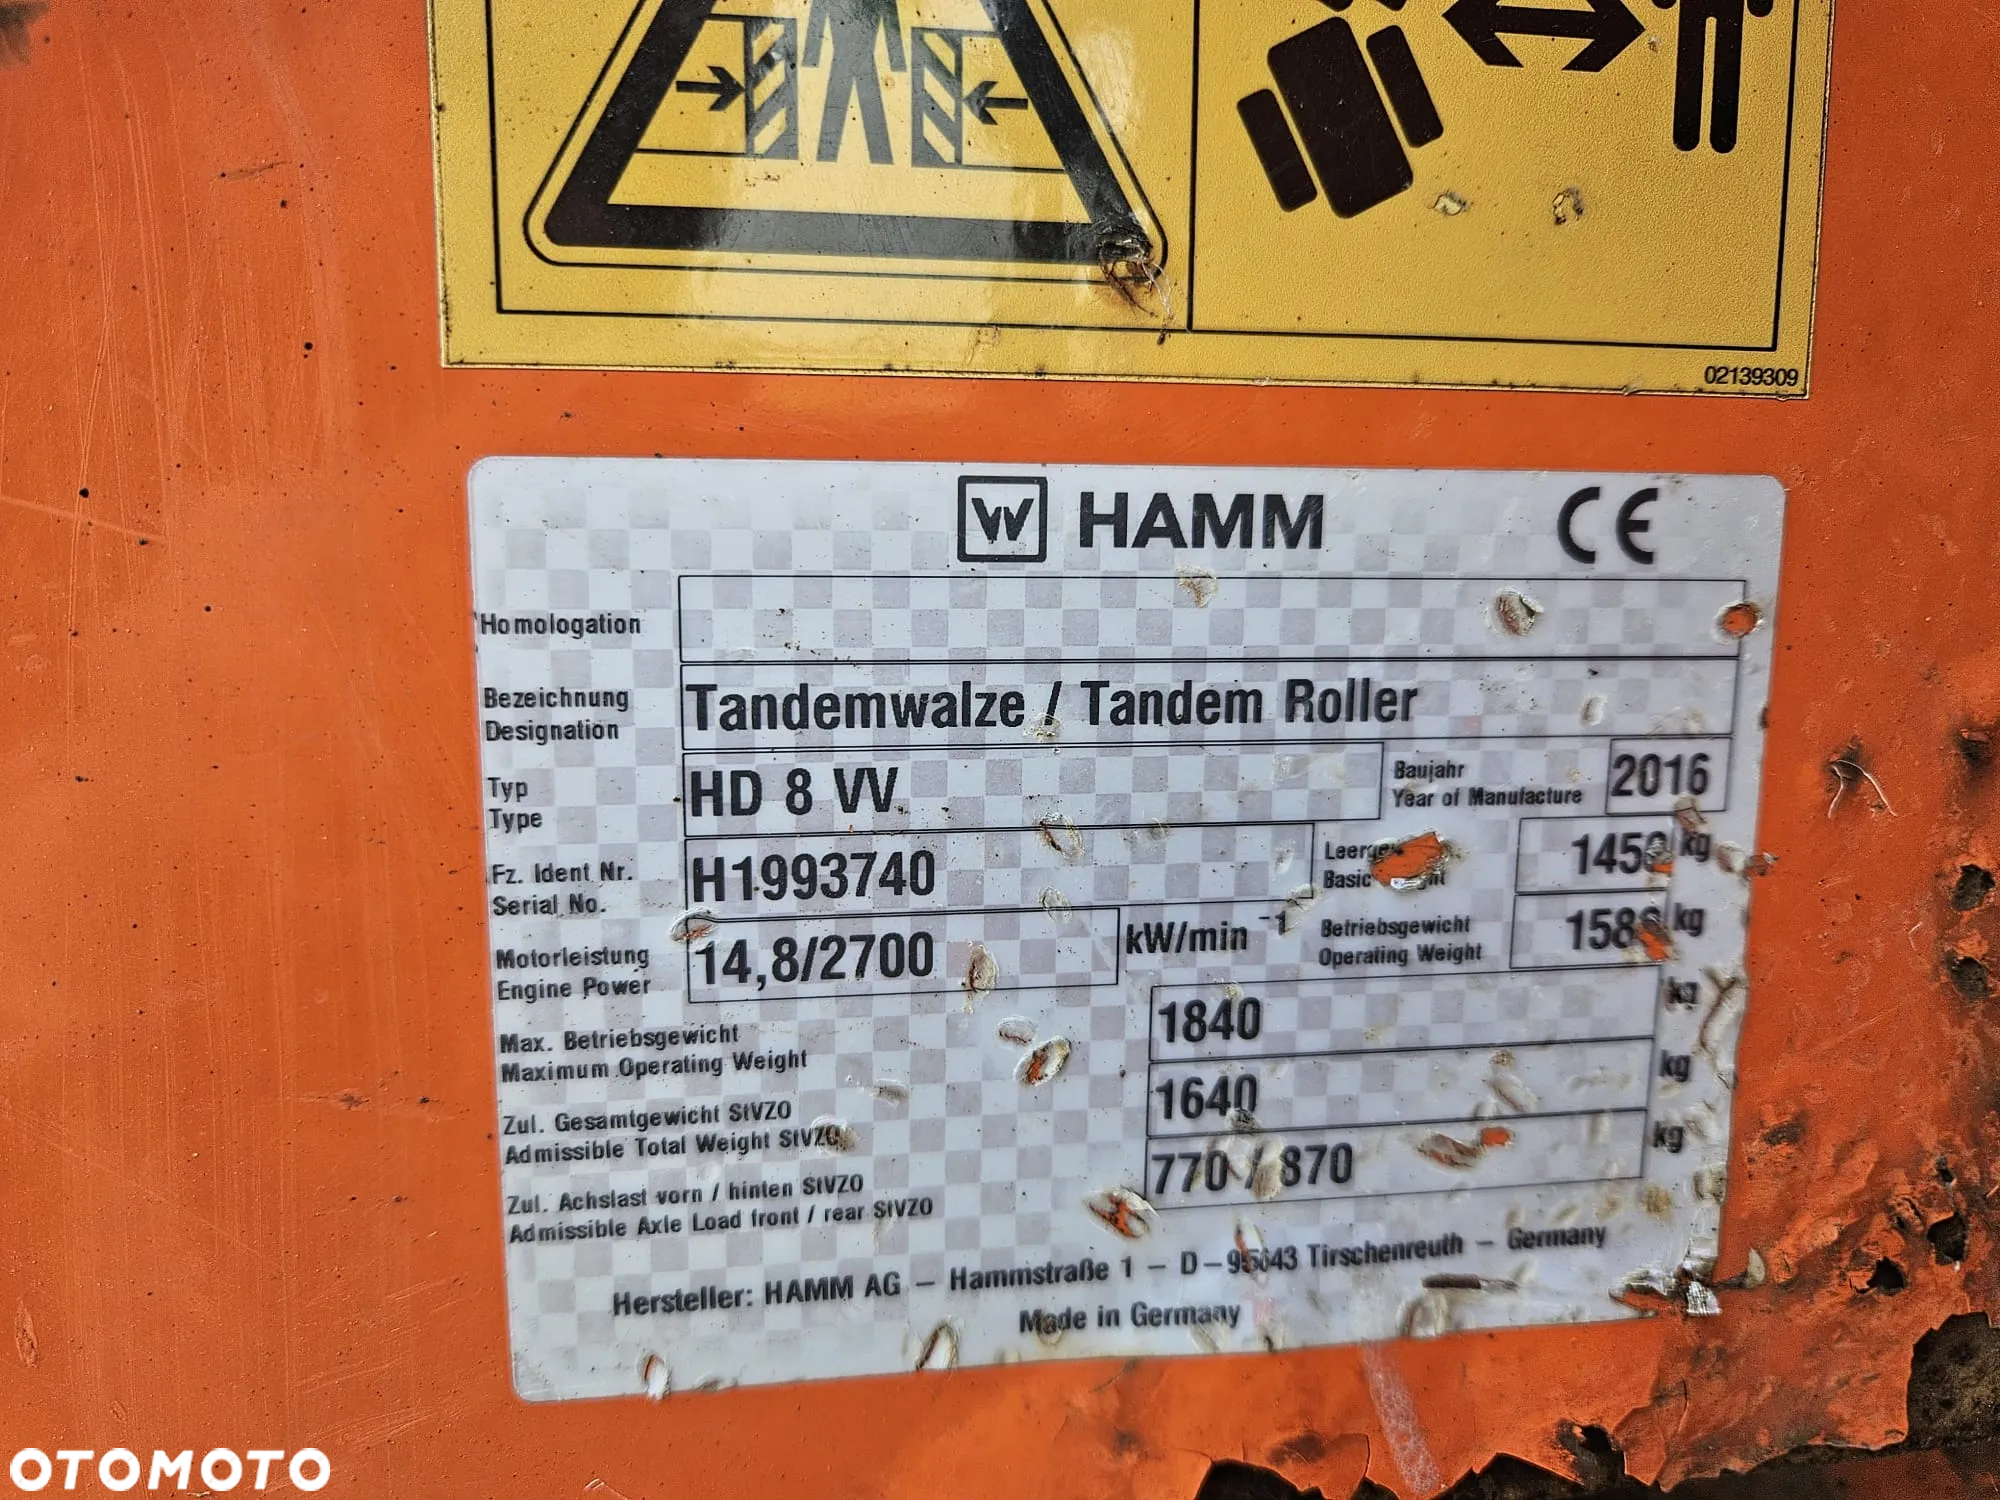 02139309
W HAMM CE
Homologation
Bezeichnung
Designation
Tandemwalze / Tandem Roller
Typ
Type
HD 8 VV
Baujahr
Year of Manufacture
2016
Fz. Ident Nr.
Serial No.
H1993740
Basic
kg
Motorleistung
Engine Power
14,8/2700
kW/min⁻¹
Betriebsgewicht
Operating Weight
kg
Max. Betriebsgewicht
Maximum Operating Weight
1840
kg
Zul. Gesamtgewicht StVZO
Admissible Total Weight StVZO
1640
kg
Zul. Achslast vorn / hinten StVZO
Admissible Axle Load front / rear StVZO
770 / 870
kg
Hersteller: HAMM AG – Hammstraße 1 – D–95643 Tirschenreuth – Germany
Made in Germany
OTOMOTO